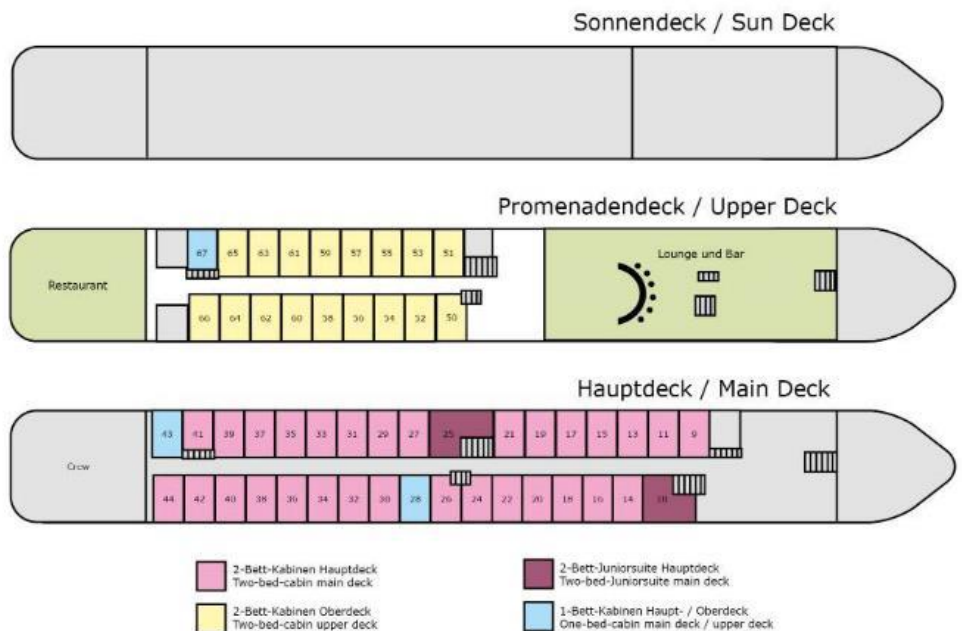 Sonnendeck / Sun Deck
Promenadendeck / Upper Deck
67 65 63 61 59 57 55 53 51
Lounge und Bar
Restaurant
66 64 62 60 58 56 54 52 50
Hauptdeck / Main Deck
43 41 39 37 35 33 31 29 27 25 21 19 17 15 13 11 9
Crew
44 42 40 38 36 34 32 30 28 26 24 22 20 18 16 14 10
2-Bett-Kabinen Hauptdeck
Two-bed-cabin main deck
2-Bett-Juniorsuite Hauptdeck
Two-bed-Juniorsuite main deck
2-Bett-Kabinen Oberdeck
Two-bed-cabin upper deck
1-Bett-Kabinen Haupt- / Oberdeck
One-bed-cabin main deck / upper deck